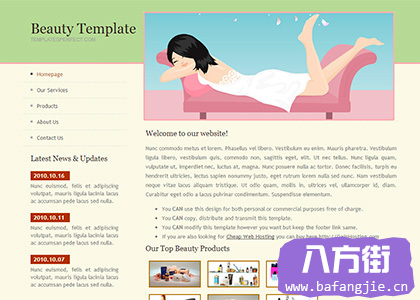 Beauty Template
TEMPLATESPERFECT.COM
Homepage
Our Services
Products
About Us
Contact Us
Latest News & Updates
2010.10.16
Nunc euismod, felis et adipiscing volutpat, mauris ligula lacinia lacus ac accumsan pede lacus sed nulla.
2010.10.11
Nunc euismod, felis et adipiscing volutpat, mauris ligula lacinia lacus ac accumsan pede lacus sed nulla.
2010.10.07
Nunc euismod, felis et adipiscing volutpat, mauris ligula lacinia lacus ac accumsan pede lacus sed nulla.
Welcome to our website!
Nunc commodo metus et lorem. Phasellus vel libero. Vestibulum eu enim. Mauris pharetra. Vestibulum
ligula libero, vestibulum quis, commodo non, sagittis eget, elit. Ut nec tellus. Nunc ligula quam,
vulputate ut, imperdiet nec, luctus at magna. Nunc posuere nulla ac tortor. Donec facilisis, turpis eu
hendrerit ultricies, lectus sapien nonummy justo, eget rutrum lorem nulla sed nunc. Nam vestibulum,
neque vitae lacus aliquam tristique. Ut odio quam, mollis in, ultrices vel, ullamcorper id, diam.
Curabitur eget odio a lacus pulvinar condimentum. Suspendisse elementum.
You CAN use this design for both personal or commercial purposes free of charge.
You CAN copy, distribute and transmit this template.
You CAN modify this template however you want but keep the footer link same.
If you are also looking for Cheap Web Hosting you can buy
Our Top Beauty Products
八方街
www.bafangjie.cn